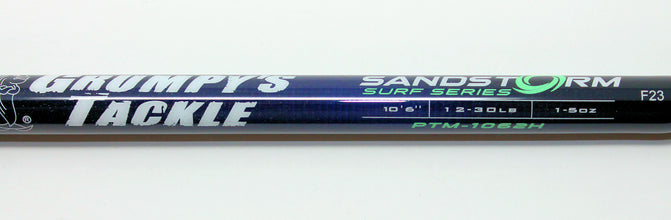 GRUMPY'S
TACKLE
®
SANDSTORM
SURF SERIES
10'6" 12-30LB 1-5oz
PTM-1062H
F23